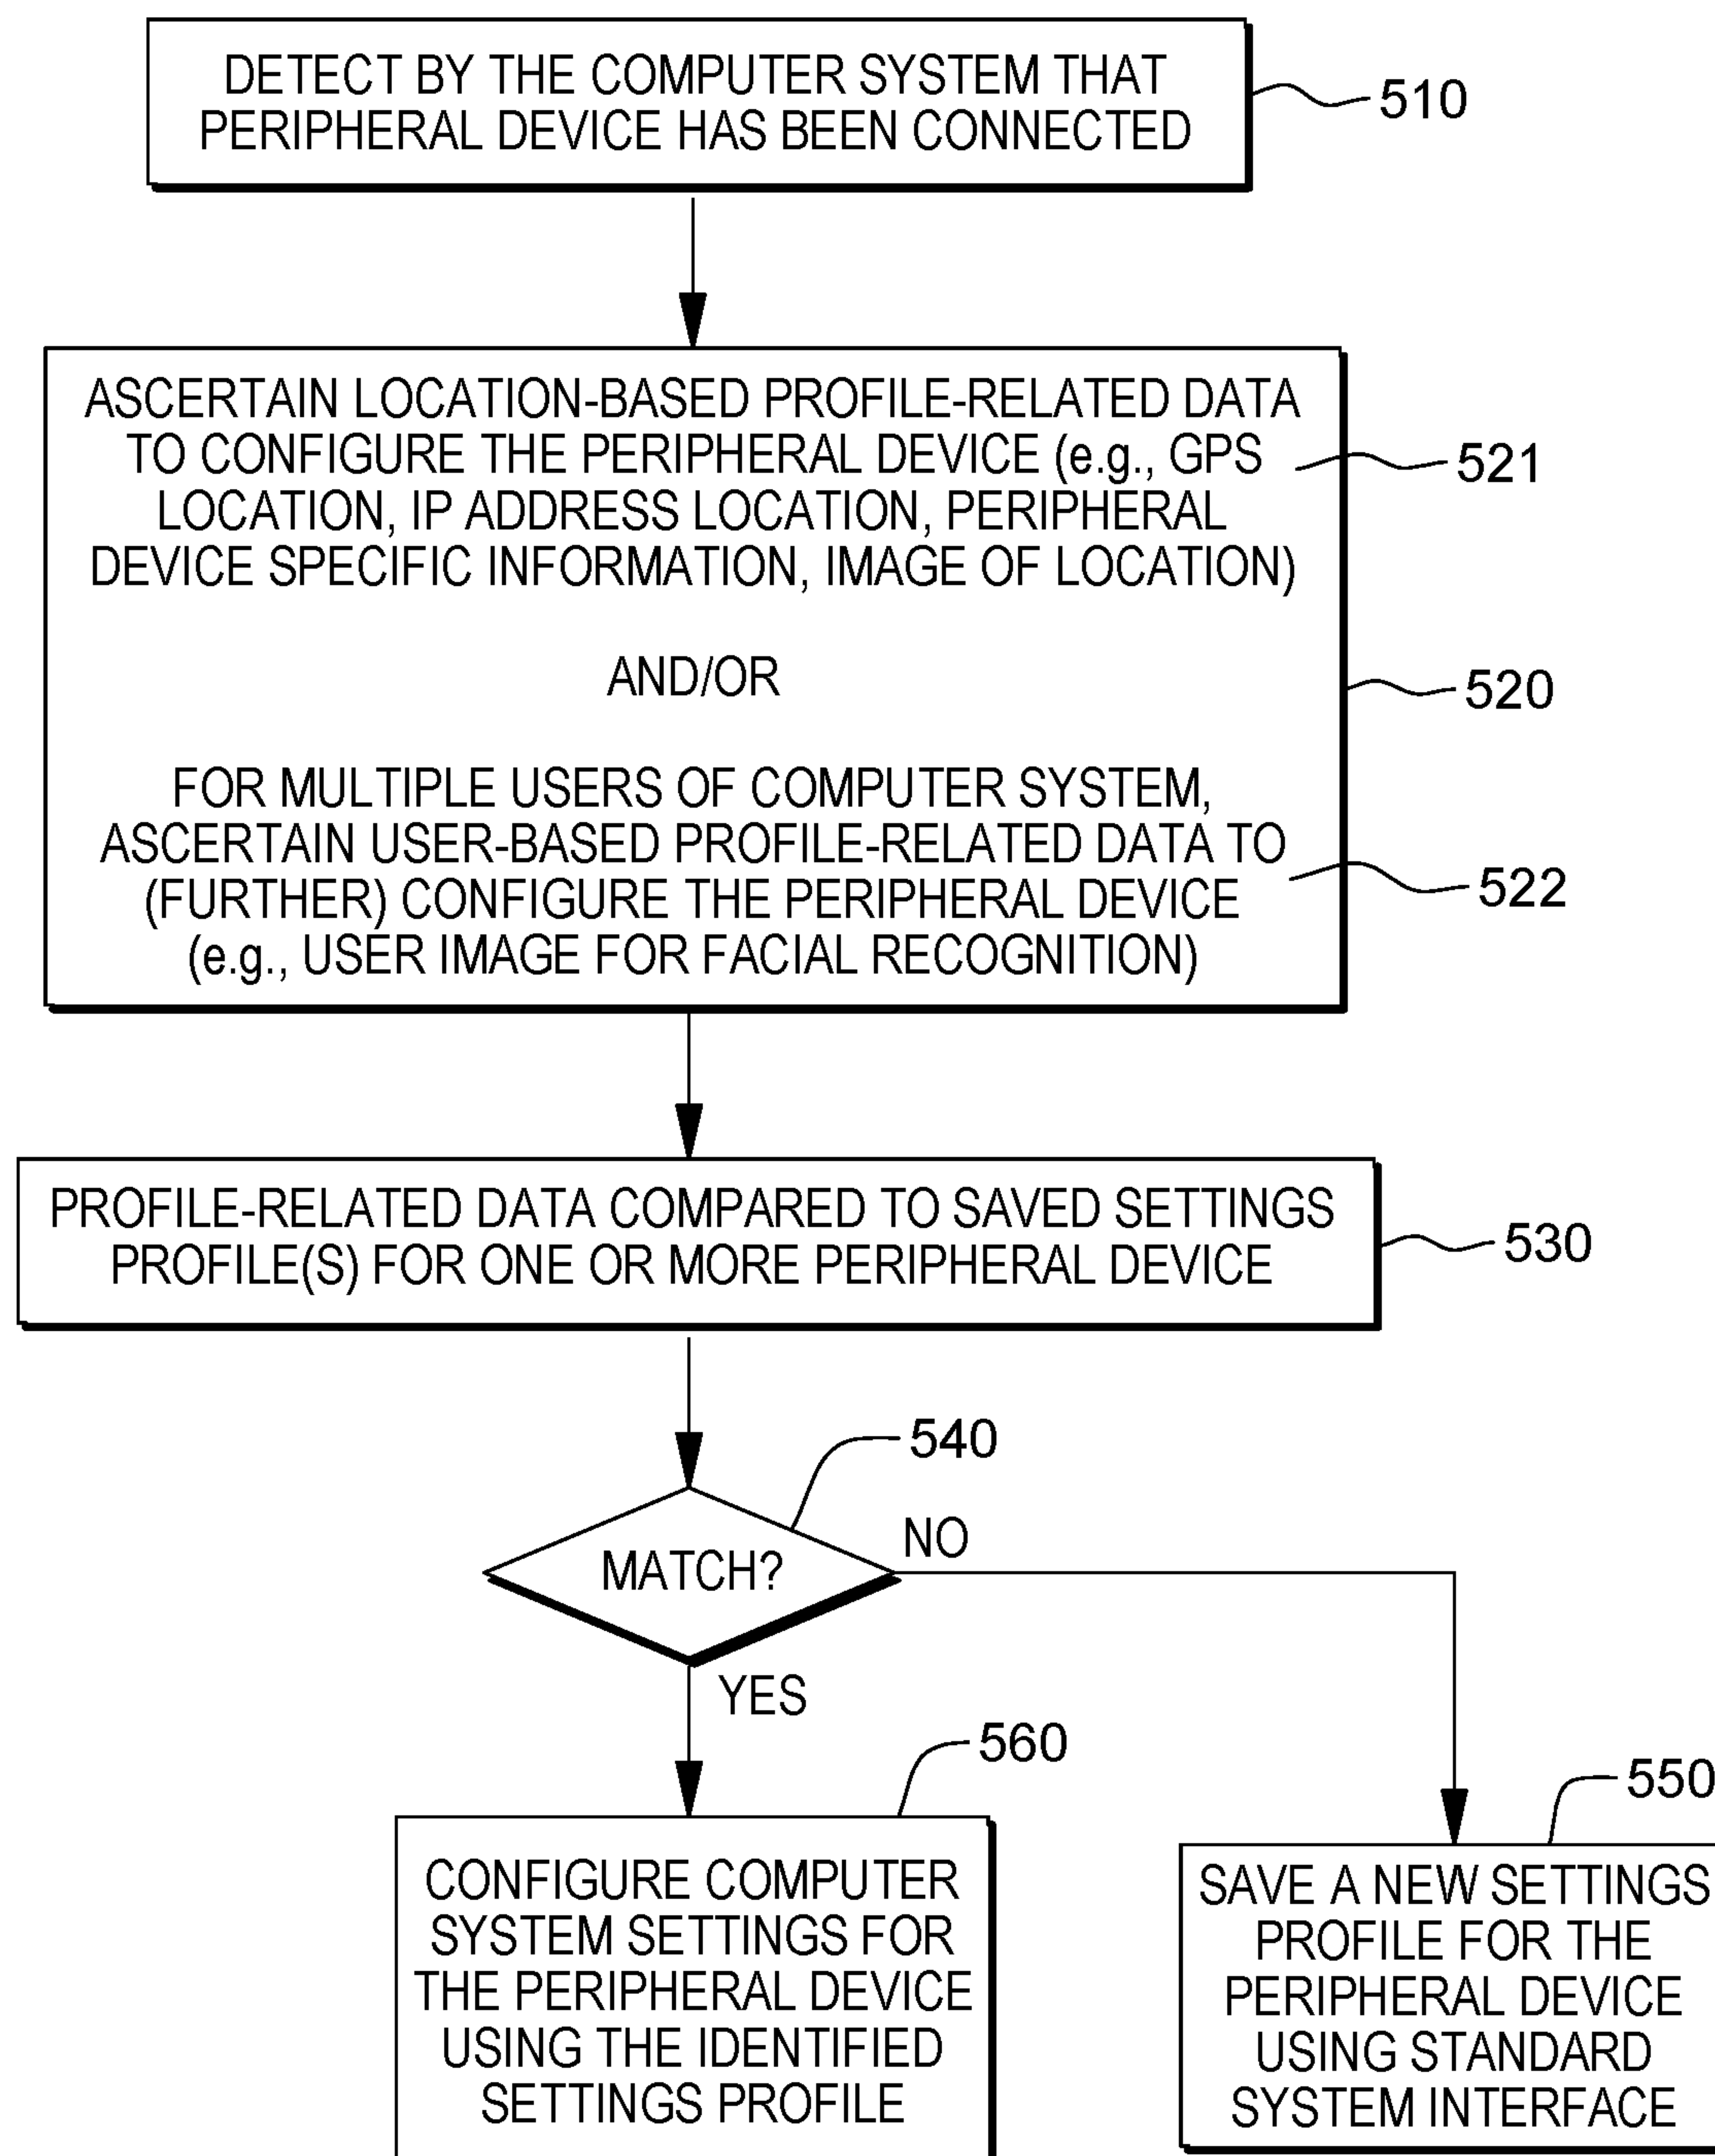 DETECT BY THE COMPUTER SYSTEM THAT
PERIPHERAL DEVICE HAS BEEN CONNECTED
510
ASCERTAIN LOCATION-BASED PROFILE-RELATED DATA
TO CONFIGURE THE PERIPHERAL DEVICE (e.g., GPS
LOCATION, IP ADDRESS LOCATION, PERIPHERAL
DEVICE SPECIFIC INFORMATION, IMAGE OF LOCATION)
521
AND/OR
520
FOR MULTIPLE USERS OF COMPUTER SYSTEM,
ASCERTAIN USER-BASED PROFILE-RELATED DATA TO
(FURTHER) CONFIGURE THE PERIPHERAL DEVICE
(e.g., USER IMAGE FOR FACIAL RECOGNITION)
522
PROFILE-RELATED DATA COMPARED TO SAVED SETTINGS
PROFILE(S) FOR ONE OR MORE PERIPHERAL DEVICE
530
540
MATCH?
NO
YES
560
CONFIGURE COMPUTER
SYSTEM SETTINGS FOR
THE PERIPHERAL DEVICE
USING THE IDENTIFIED
SETTINGS PROFILE
550
SAVE A NEW SETTINGS
PROFILE FOR THE
PERIPHERAL DEVICE
USING STANDARD
SYSTEM INTERFACE